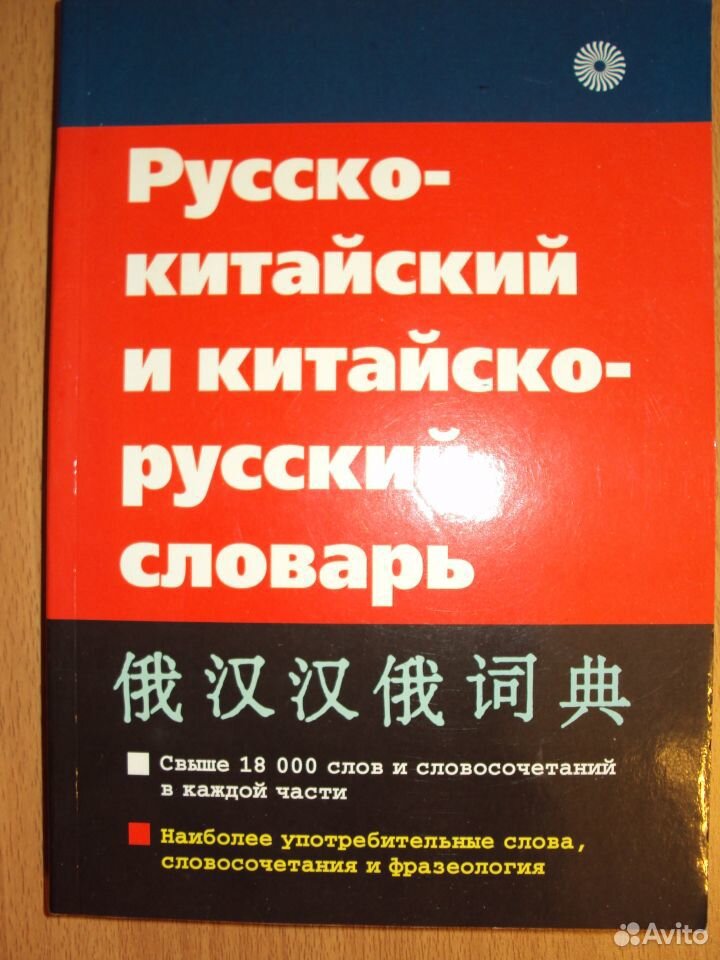 Русско-
китайский
и китайско-
русский
словарь
俄汉汉俄词典
Свыше 18 000 слов и словосочетаний
в каждой части
Наиболее употребительные слова,
словосочетания и фразеология
Avito